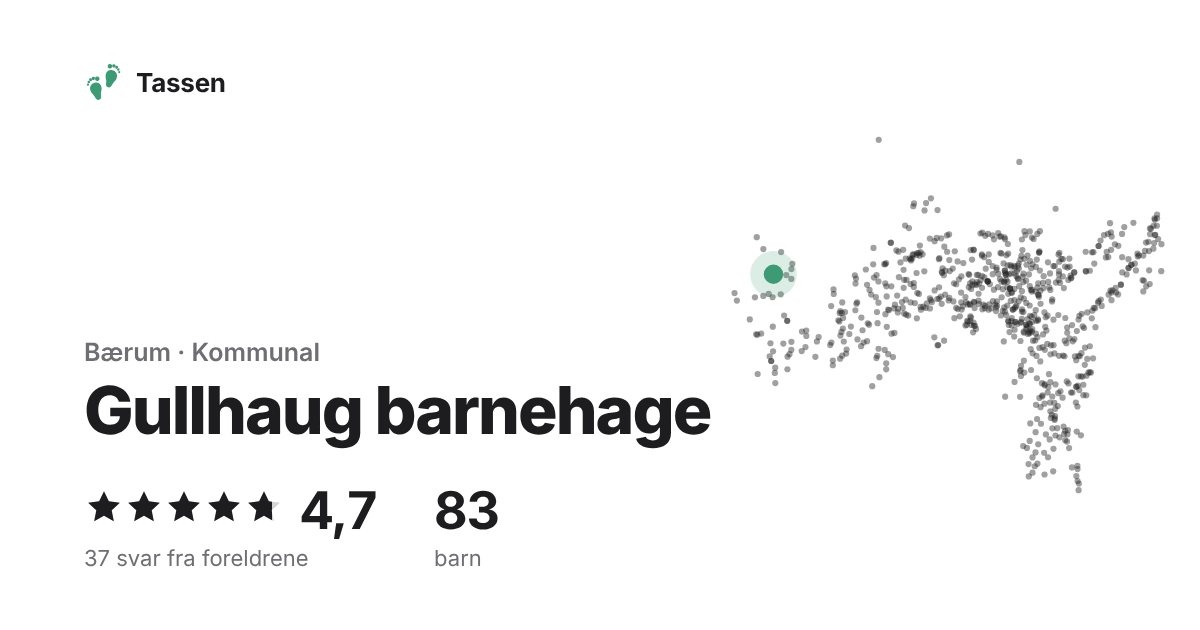 Tassen
Bærum · Kommunal
Gullhaug barnehage
4,7
37 svar fra foreldrene
83
barn